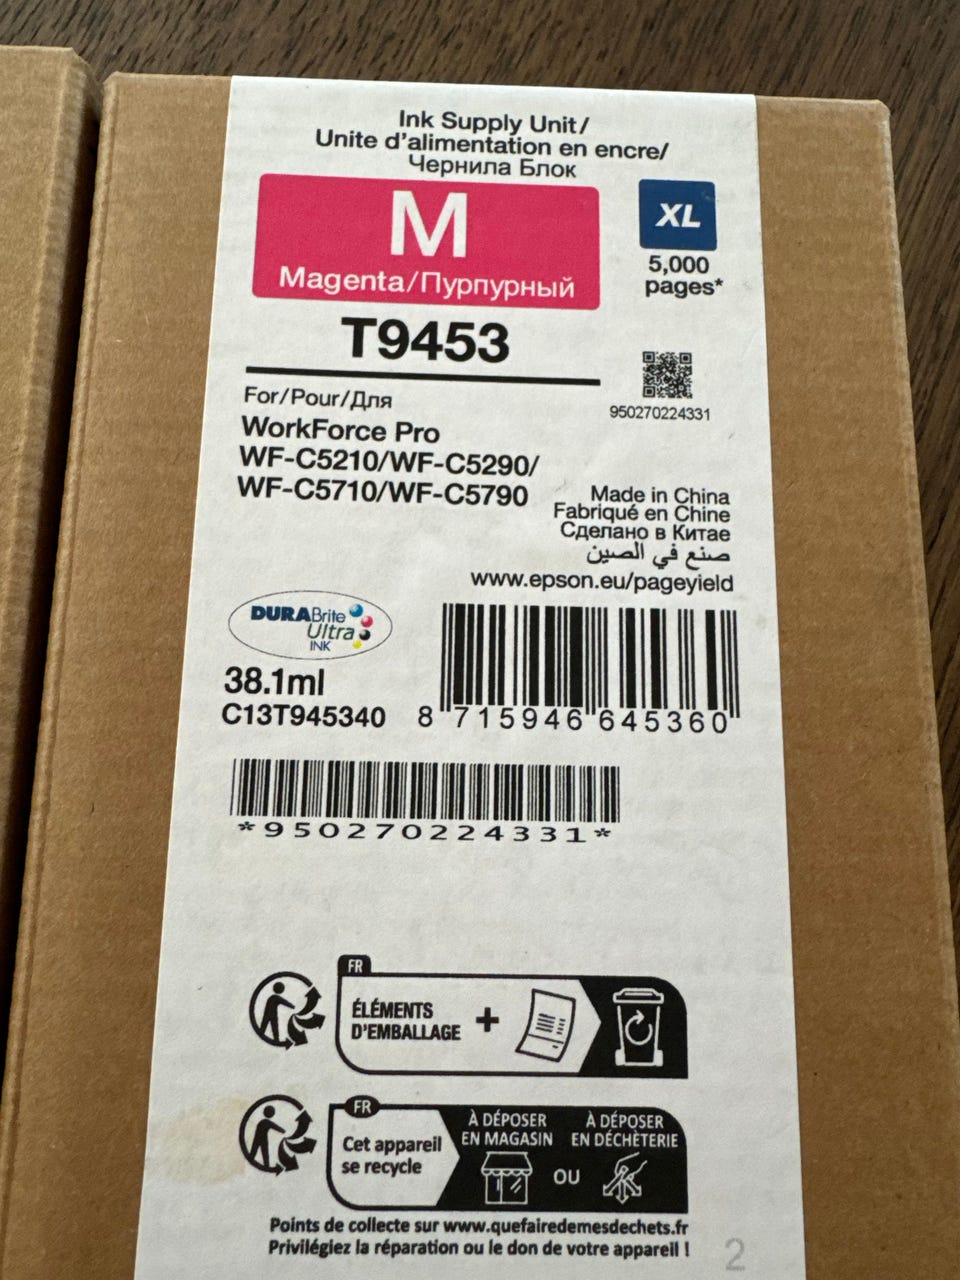 Ink Supply Unit/
Unite d'alimentation en encre/
Чернила Блок
M
Magenta/Пурпурный
XL
5,000
pages*
T9453
950270224331
For/Pour/Для
WorkForce Pro
WF-C5210/WF-C5290/
WF-C5710/WF-C5790
Made in China
Fabriqué en Chine
Сделано в Китае
صنع في الصين
www.epson.eu/pageyield
DURABrite
Ultra
INK
38.1ml
C13T945340
8 715946 645360
*950270224331*
FR
ÉLÉMENTS
D'EMBALLAGE
+
FR
Cet appareil
se recycle
À DÉPOSER
EN MAGASIN
OU
À DÉPOSER
EN DÉCHÈTERIE
Points de collecte sur www.quefairedemesdechets.fr
Privilégiez la réparation ou le don de votre appareil !
2